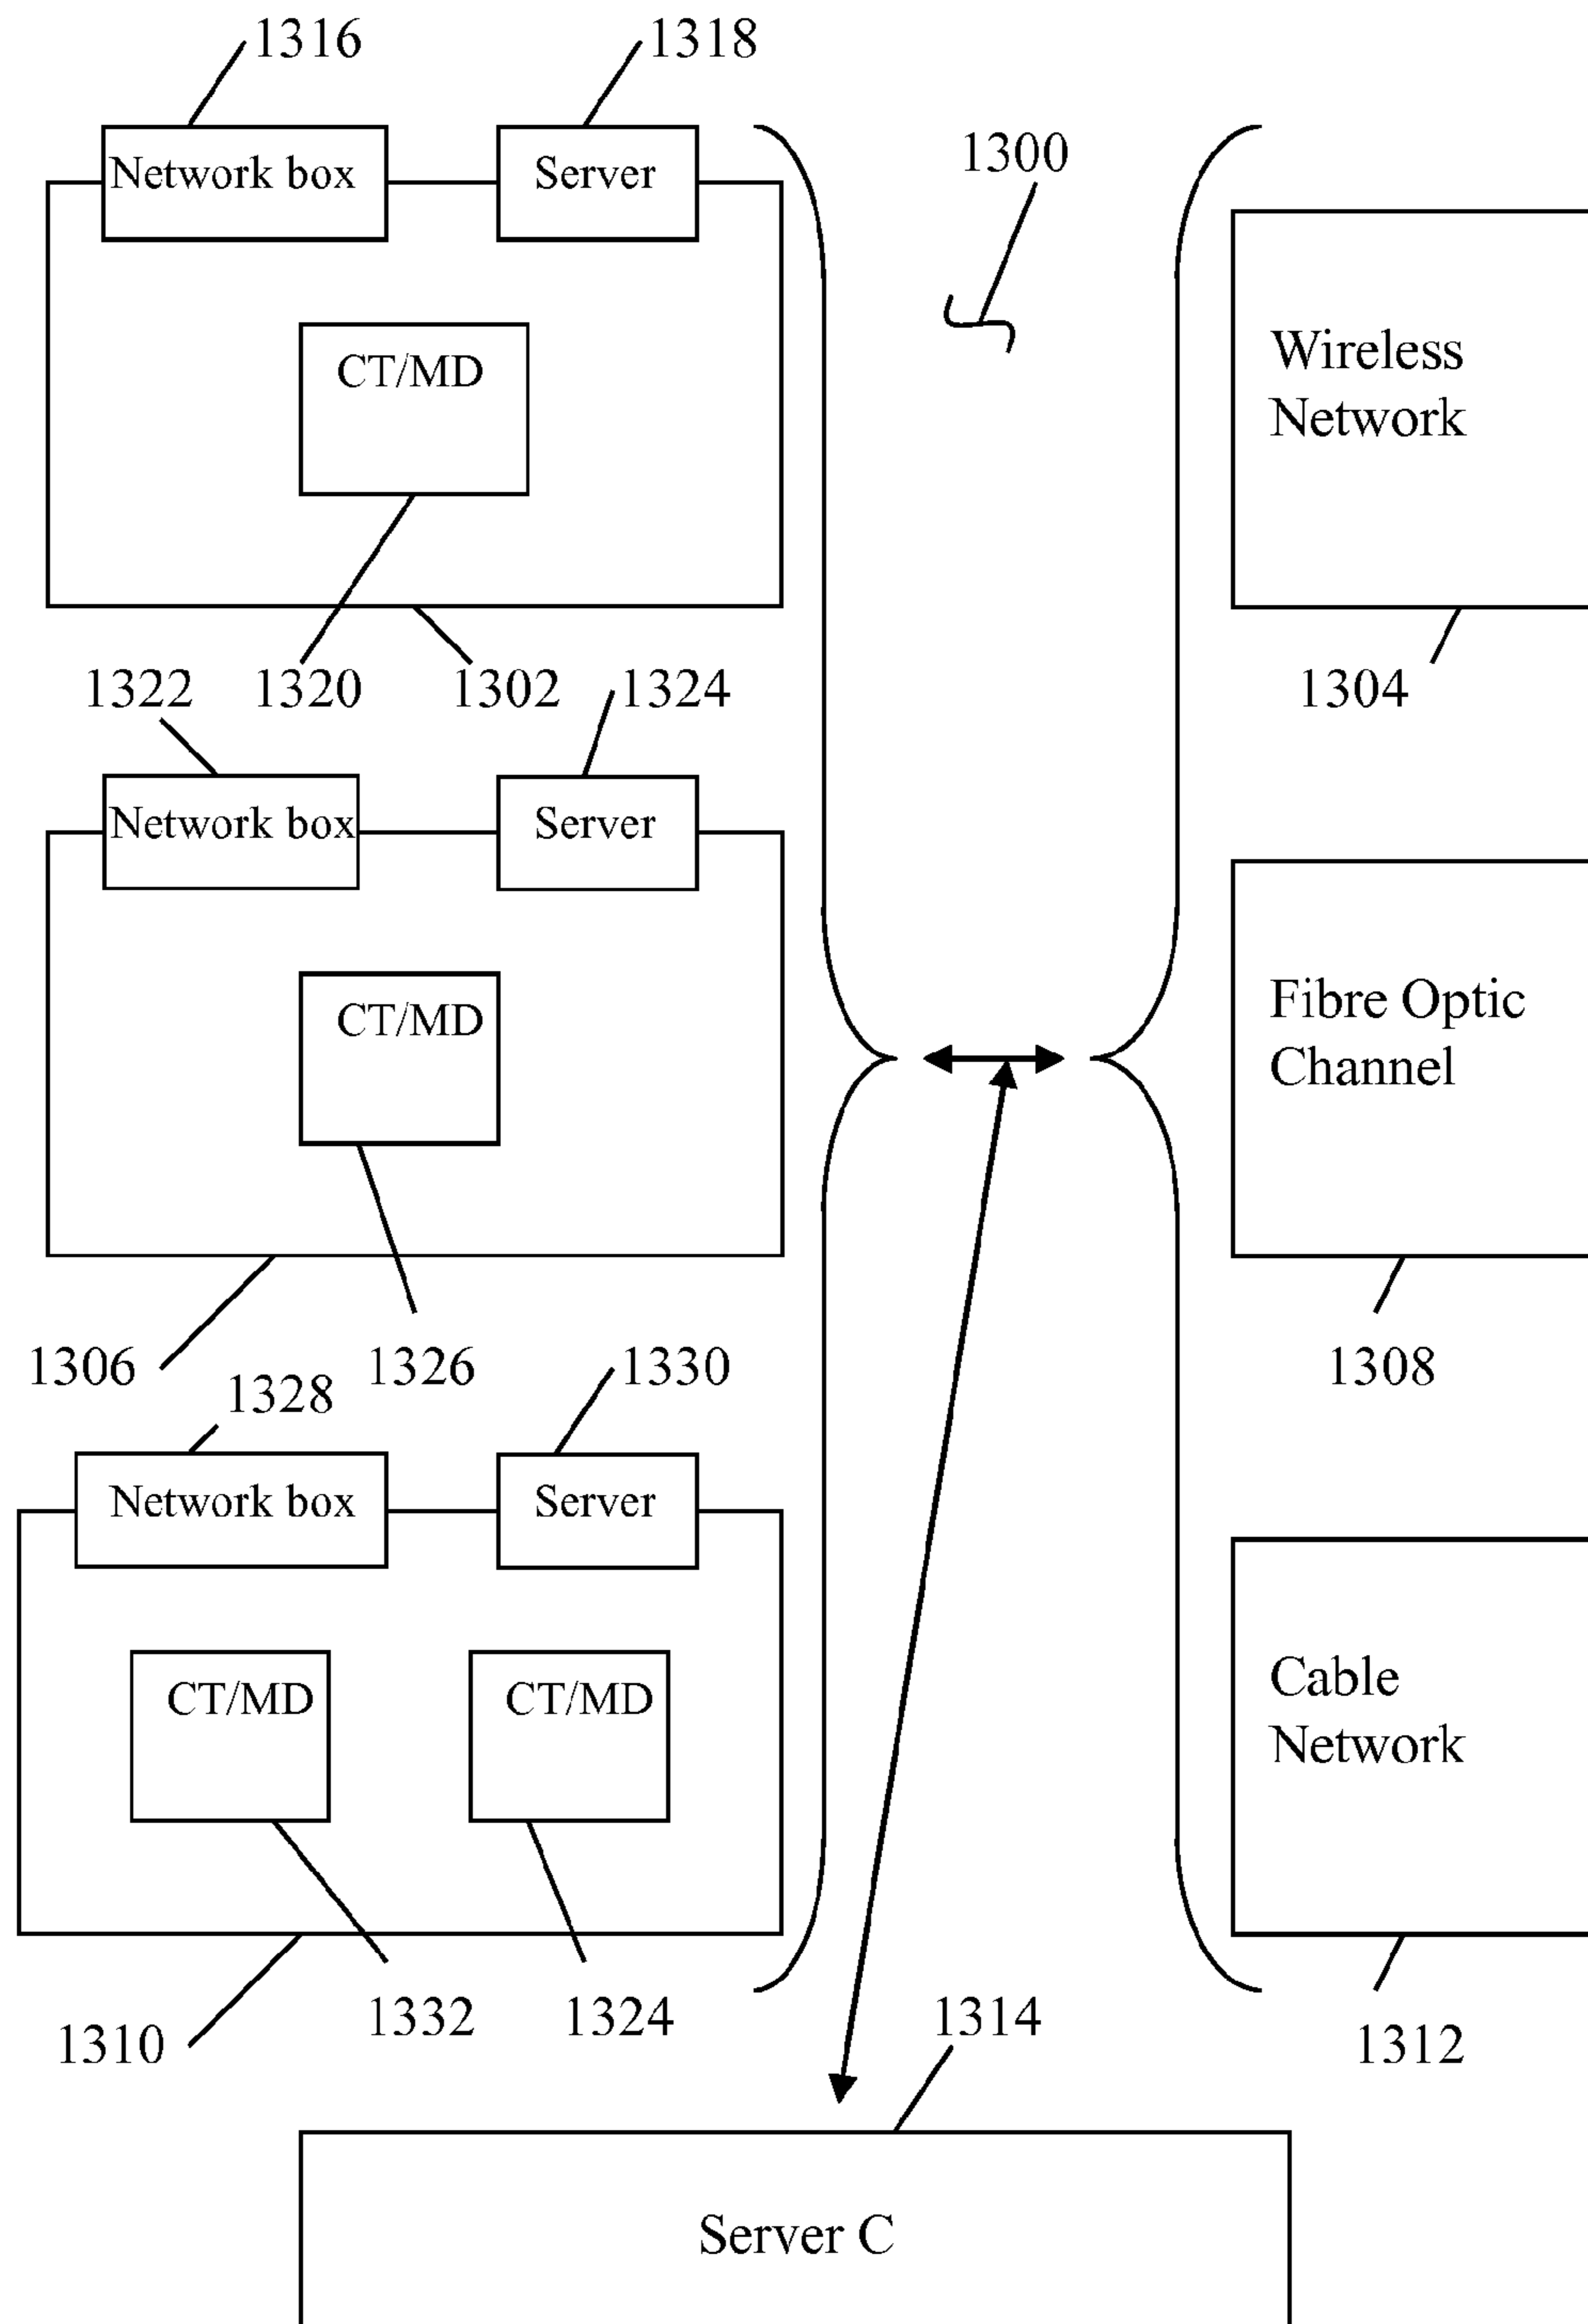 1316
1318
Network box
Server
1300
CT/MD
Wireless
Network
1322
1320
1302
1324
1304
Network box
Server
CT/MD
Fibre Optic
Channel
1306
1326
1330
1308
1328
Network box
Server
CT/MD
CT/MD
Cable
Network
1310
1332
1324
1314
1312
Server C